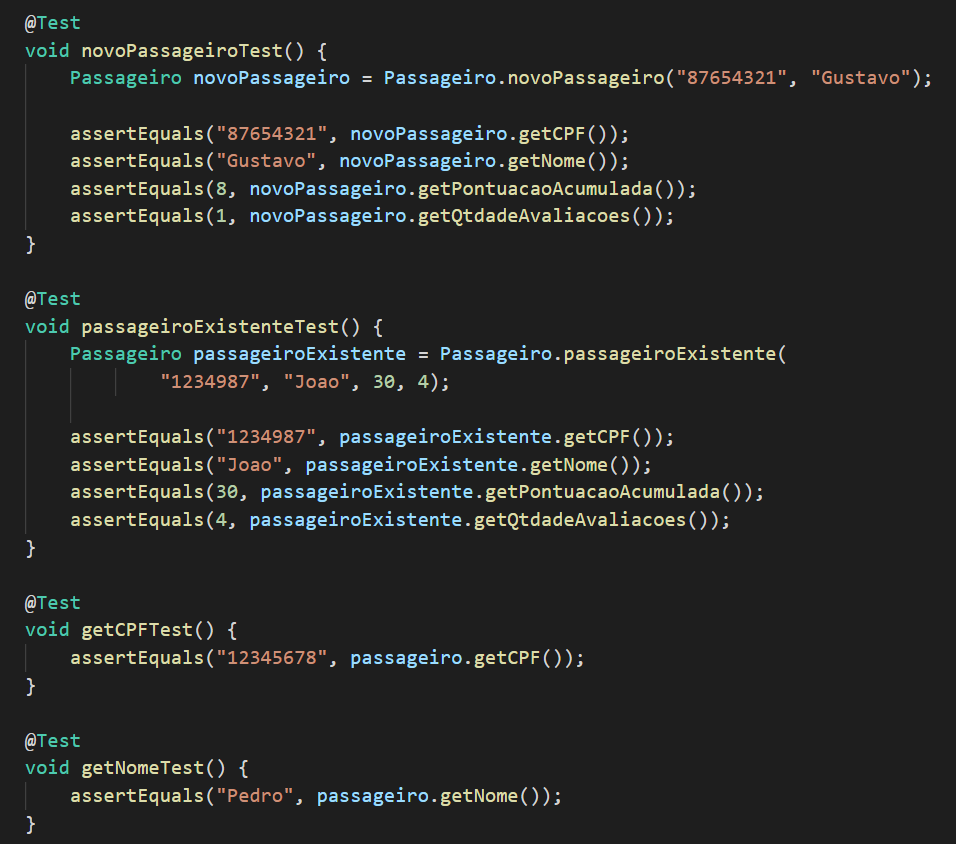 @Test
void novoPassageiroTest() {
    Passageiro novoPassageiro = Passageiro.novoPassageiro("87654321", "Gustavo");

    assertEquals("87654321", novoPassageiro.getCPF());
    assertEquals("Gustavo", novoPassageiro.getNome());
    assertEquals(8, novoPassageiro.getPontuacaoAcumulada());
    assertEquals(1, novoPassageiro.getQtdadeAvaliacoes());
}

@Test
void passageiroExistenteTest() {
    Passageiro passageiroExistente = Passageiro.passageiroExistente(
            "1234987", "Joao", 30, 4);

    assertEquals("1234987", passageiroExistente.getCPF());
    assertEquals("Joao", passageiroExistente.getNome());
    assertEquals(30, passageiroExistente.getPontuacaoAcumulada());
    assertEquals(4, passageiroExistente.getQtdadeAvaliacoes());
}

@Test
void getCPFTest() {
    assertEquals("12345678", passageiro.getCPF());
}

@Test
void getNomeTest() {
    assertEquals("Pedro", passageiro.getNome());
}